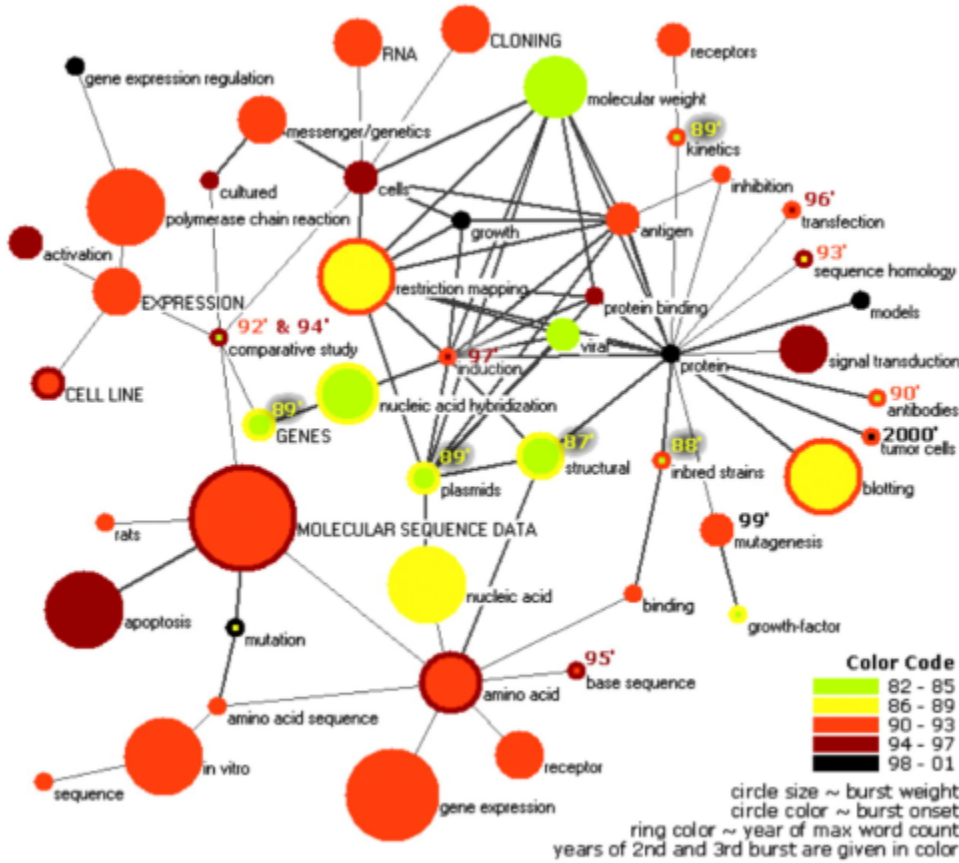 RNA
CLONING
receptors
gene expression regulation
molecular weight
messenger/genetics
89'
kinetics
cultured
cells
inhibition
polymerase chain reaction
growth
antigen
96'
transfection
activation
93'
sequence homology
restriction mapping
EXPRESSION
protein binding
models
92' & 94'
comparative study
viral
97'
induction
protein
signal transduction
CELL LINE
89'
GENES
nucleic acid hybridization
90'
antibodies
89'
plasmids
87'
structural
88'
inbred strains
2000'
tumor cells
blotting
rats
MOLECULAR SEQUENCE DATA
99'
mutagenesis
nucleic acid
binding
growth-factor
apoptosis
mutation
95'
base sequence
amino acid
amino acid sequence
in vitro
receptor
sequence
gene expression
Color Code
82 - 85
86 - 89
90 - 93
94 - 97
98 - 01
circle size ~ burst weight
circle color ~ burst onset
ring color ~ year of max word count
years of 2nd and 3rd burst are given in color